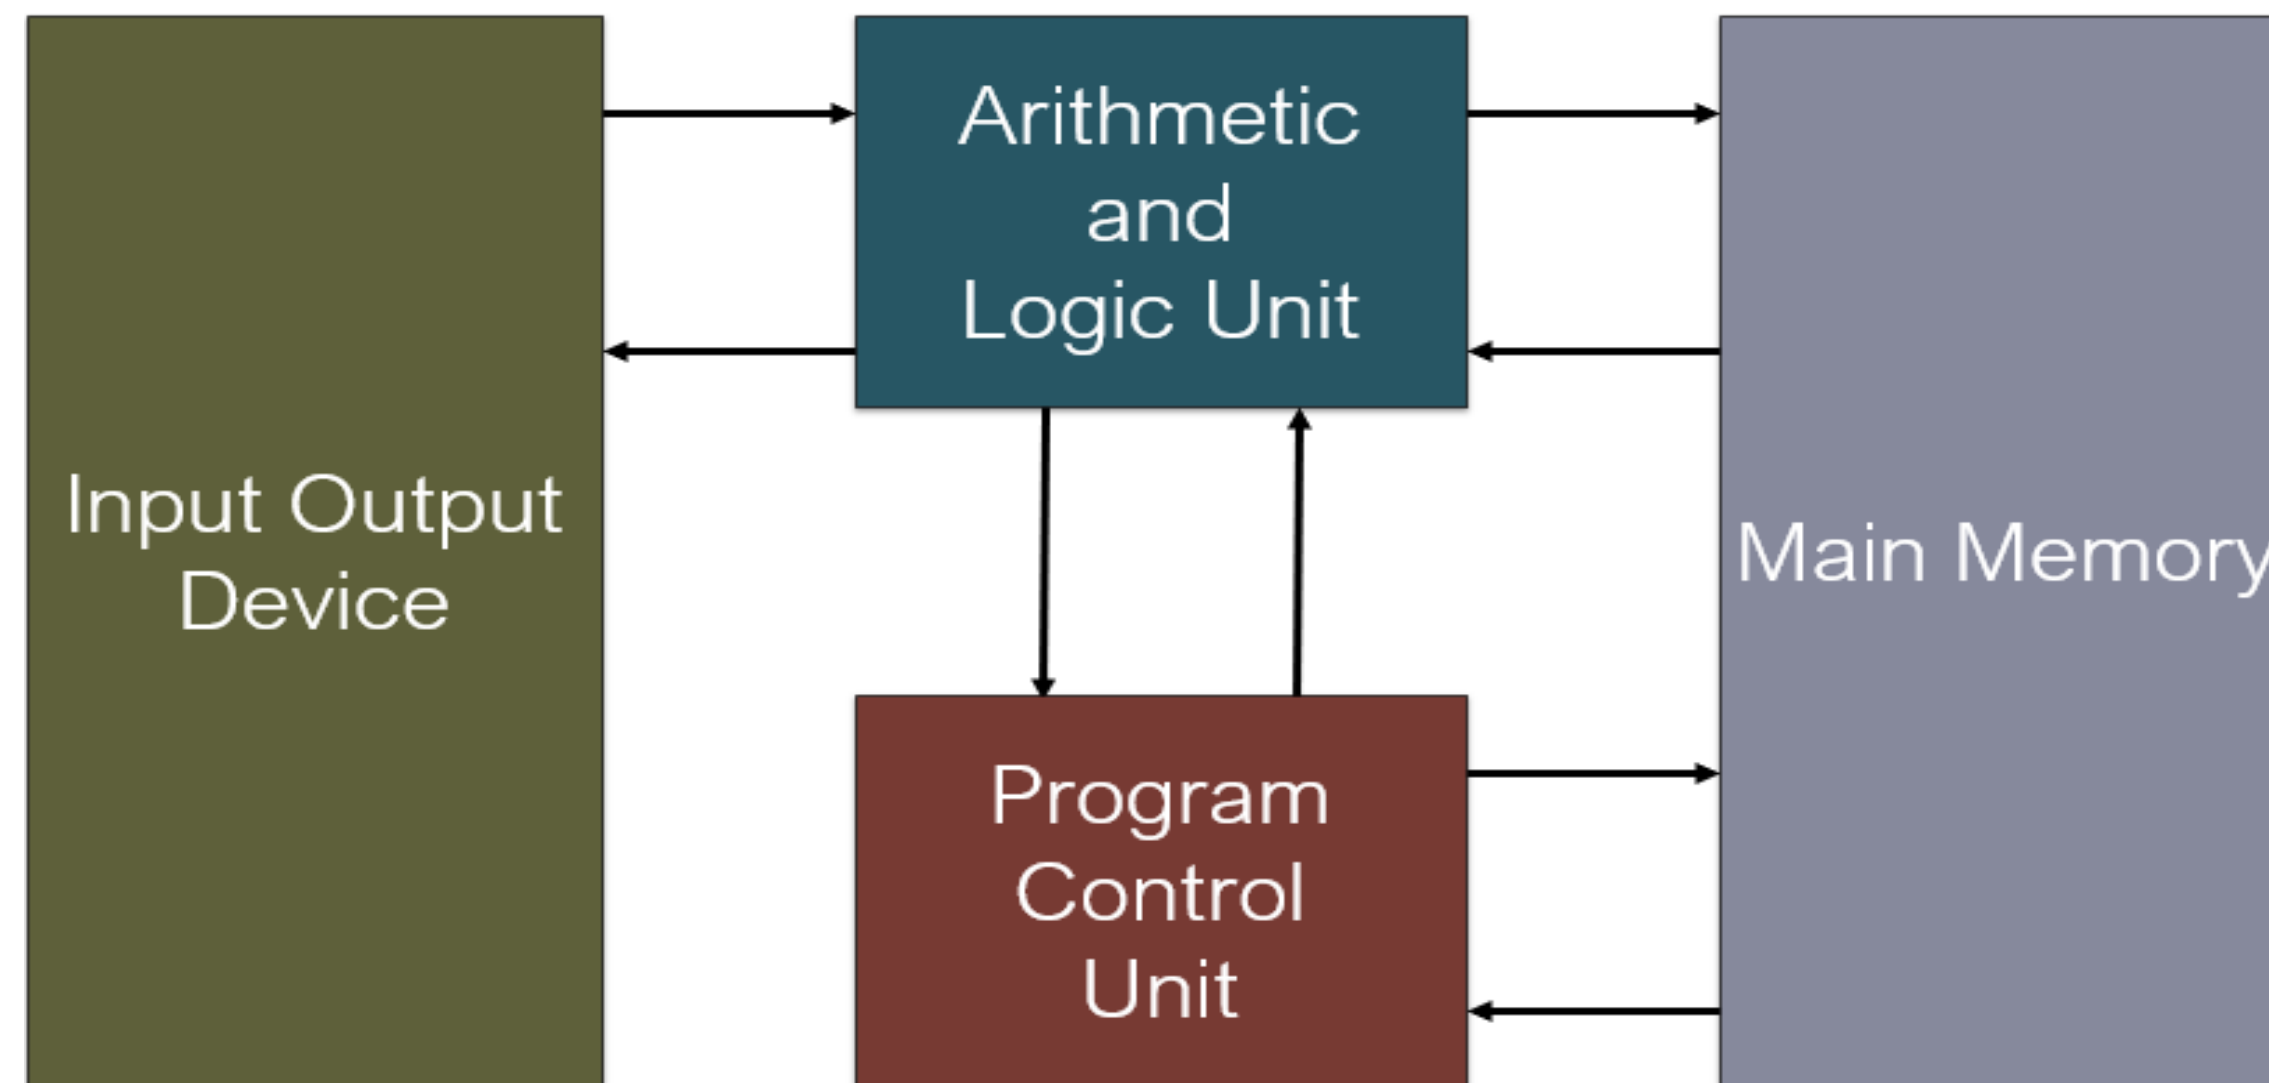 Input Output
Device
Arithmetic
and
Logic Unit
Program
Control
Unit
Main Memory